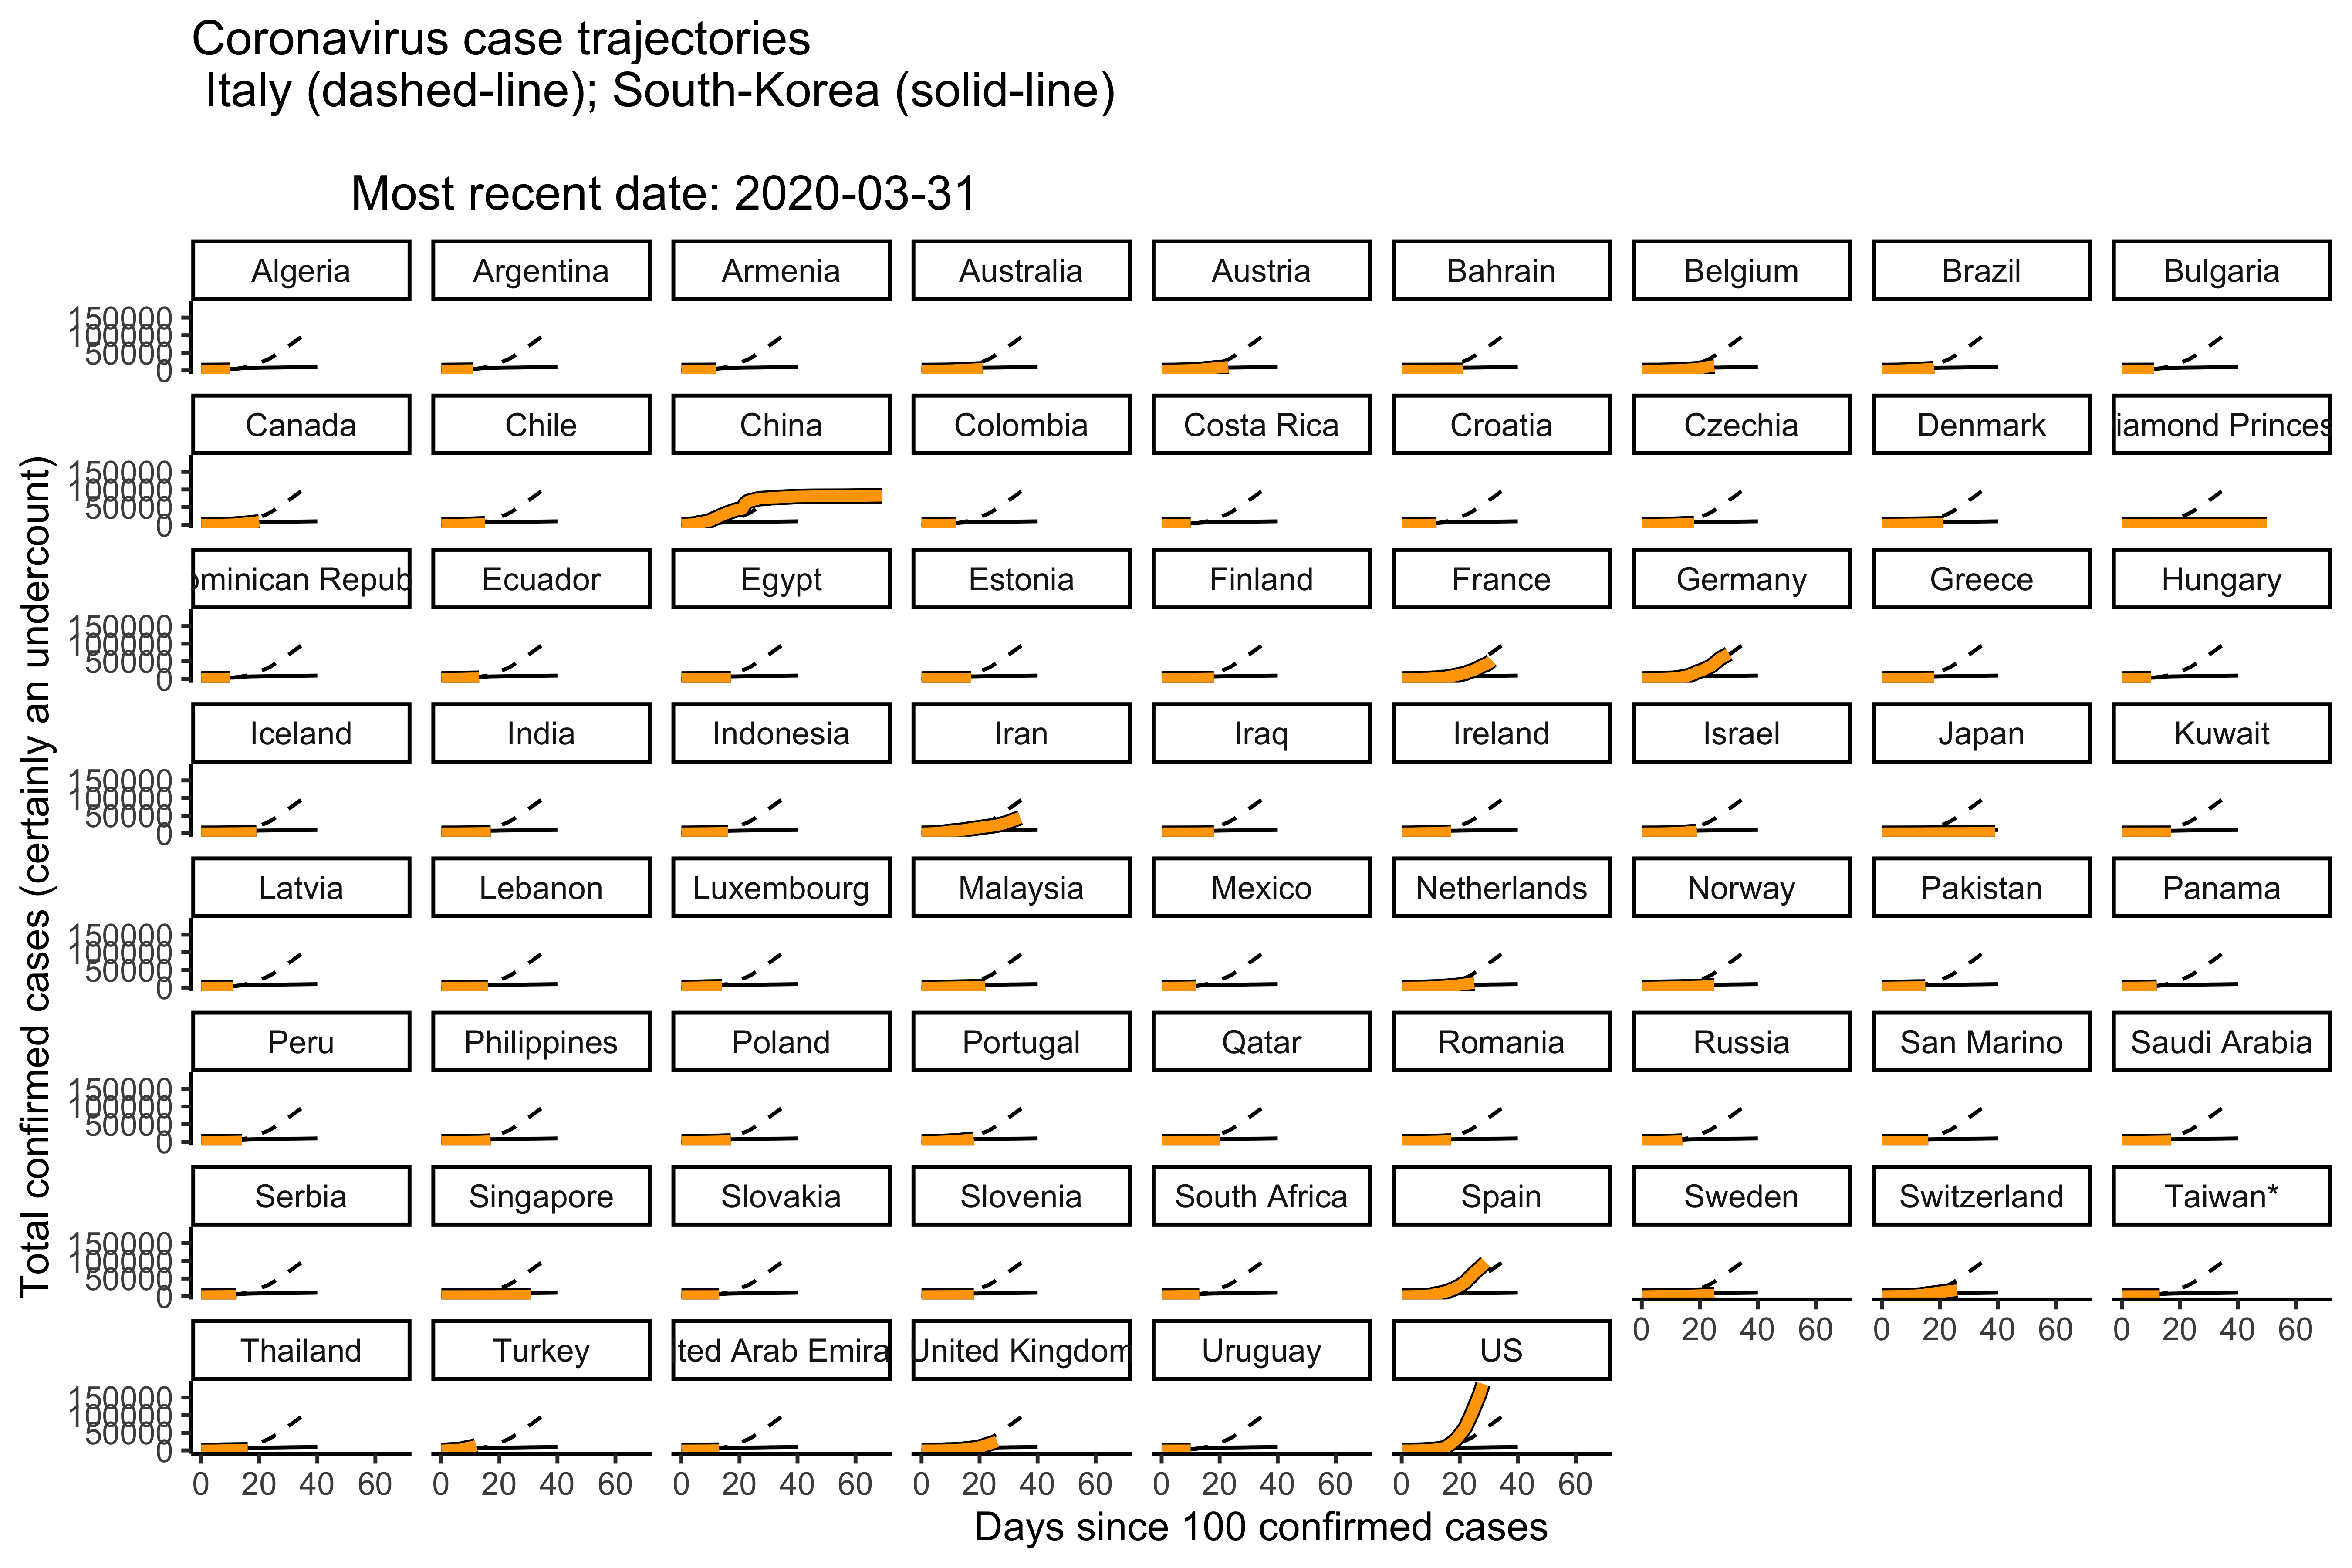 Coronavirus case trajectories
Italy (dashed-line); South-Korea (solid-line)
Most recent date: 2020-03-31
Total confirmed cases (certainly an undercount)
Algeria Argentina Armenia Australia Austria Bahrain Belgium Brazil Bulgaria
150000
100000
50000
0
Canada Chile China Colombia Costa Rica Croatia Czechia Denmark iamond Princes
150000
100000
50000
0
ominican Repub Ecuador Egypt Estonia Finland France Germany Greece Hungary
150000
100000
50000
0
Iceland India Indonesia Iran Iraq Ireland Israel Japan Kuwait
150000
100000
50000
0
Latvia Lebanon Luxembourg Malaysia Mexico Netherlands Norway Pakistan Panama
150000
100000
50000
0
Peru Philippines Poland Portugal Qatar Romania Russia San Marino Saudi Arabia
150000
100000
50000
0
Serbia Singapore Slovakia Slovenia South Africa Spain Sweden Switzerland Taiwan*
150000
100000
50000
0
0 20 40 60 0 20 40 60 0 20 40 60
Thailand Turkey ted Arab Emira United Kingdom Uruguay US
150000
100000
50000
0
0 20 40 60 0 20 40 60 0 20 40 60 0 20 40 60 0 20 40 60 0 20 40 60
Days since 100 confirmed cases